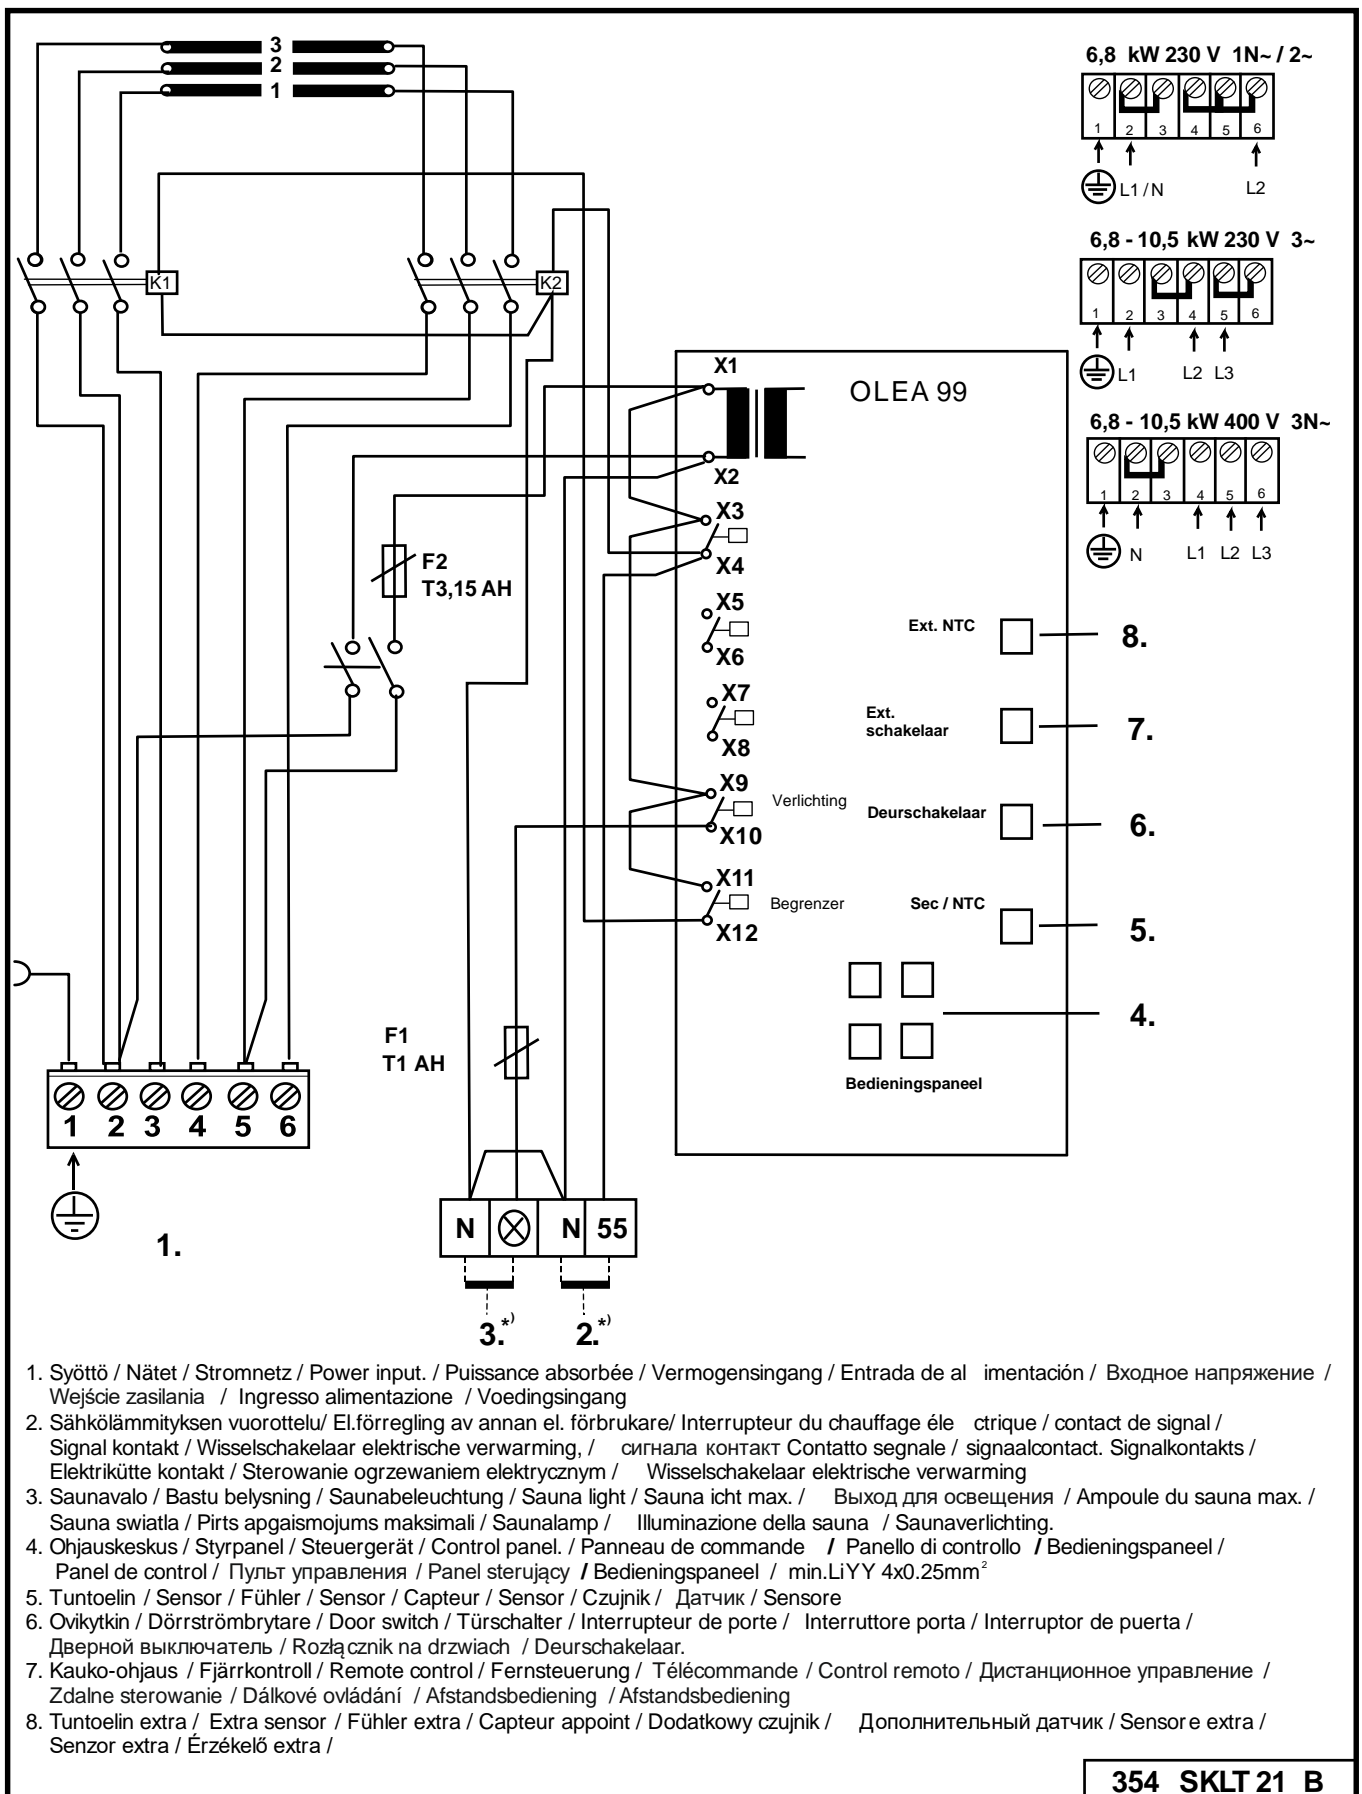 3
2
1
K1
K2
6,8 kW 230 V 1N~ / 2~
1 2 3 4 5 6
L1 / N L2
6,8 - 10,5 kW 230 V 3~
1 2 3 4 5 6
L1 L2 L3
6,8 - 10,5 kW 400 V 3N~
1 2 3 4 5 6
N L1 L2 L3
OLEA 99
X1
X2
X3
X4
X5
X6
X7
X8
X9
Verlichting
X10
X11
Begrenzer
X12
F2
T3,15 AH
Ext. NTC
8.
Ext.
schakelaar
7.
Deurschakelaar
6.
Sec / NTC
5.
4.
Bedieningspaneel
F1
T1 AH
1 2 3 4 5 6
1.
N N 55
3.*) 2.*)
1. Syöttö / Nätet / Stromnetz / Power input. / Puissance absorbée / Vermogensingang / Entrada de al imentación / Входное напряжение /
Wejście zasilania / Ingresso alimentazione / Voedingsingang
2. Sähkölämmityksen vuorottelu/ El.förregling av annan el. förbrukare/ Interrupteur du chauffage éle ctrique / contact de signal /
Signal kontakt / Wisselschakelaar elektrische verwarming, / сигнала контакт Contatto segnale / signaalcontact. Signalkontakts /
Elektrikütte kontakt / Sterowanie ogrzewaniem elektrycznym / Wisselschakelaar elektrische verwarming
3. Saunavalo / Bastu belysning / Saunabeleuchtung / Sauna light / Sauna icht max. / Выход для освещения / Ampoule du sauna max. /
Sauna swiatla / Pirts apgaismojums maksimali / Saunalamp / Illuminazione della sauna / Saunaverlichting.
4. Ohjauskeskus / Styrpanel / Steuergerät / Control panel. / Panneau de commande / Panello di controllo / Bedieningspaneel /
Panel de control / Пульт управления / Panel sterujący / Bedieningspaneel / min.LiYY 4x0.25mm²
5. Tuntoelin / Sensor / Fühler / Sensor / Capteur / Sensor / Czujnik / Датчик / Sensore
6. Ovikytkin / Dörrströmbrytare / Door switch / Türschalter / Interrupteur de porte / Interruttore porta / Interruptor de puerta /
Дверной выключатель / Rozłącznik na drzwiach / Deurschakelaar.
7. Kauko-ohjaus / Fjärrkontroll / Remote control / Fernsteuerung / Télécommande / Control remoto / Дистанционное управление /
Zdalne sterowanie / Dálkové ovládání / Afstandsbediening / Afstandsbediening
8. Tuntoelin extra / Extra sensor / Fühler extra / Capteur appoint / Dodatkowy czujnik / Дополнительный датчик / Sensore extra /
Senzor extra / Érzékelő extra /
354 SKLT 21 B